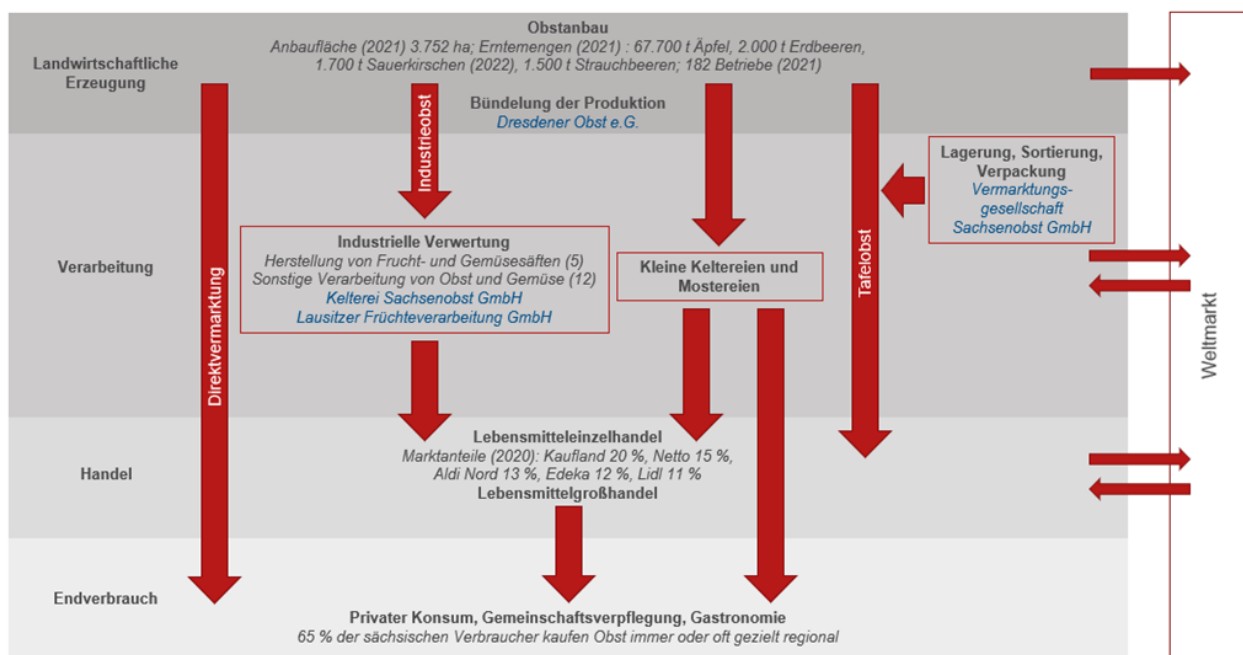 Obstanbau
Anbaufläche (2021) 3.752 ha; Erntemengen (2021) : 67.700 t Äpfel, 2.000 t Erdbeeren,
1.700 t Sauerkirschen (2022), 1.500 t Strauchbeeren; 182 Betriebe (2021)
Landwirtschaftliche
Erzeugung
Bündelung der Produktion
Dresdener Obst e.G.
Industrieobst
Lagerung, Sortierung,
Verpackung
Vermarktungs-
gesellschaft
Sachsenobst GmbH
Verarbeitung
Industrielle Verwertung
Herstellung von Frucht- und Gemüsesäften (5)
Sonstige Verarbeitung von Obst und Gemüse (12)
Kelterei Sachsenobst GmbH
Lausitzer Früchteverarbeitung GmbH
Kleine Keltereien und
Mostereien
Tafelobst
Direktvermarktung
Weltmarkt
Handel
Lebensmitteleinzelhandel
Marktanteile (2020): Kaufland 20 %, Netto 15 %,
Aldi Nord 13 %, Edeka 12 %, Lidl 11 %
Lebensmittelgroßhandel
Endverbrauch
Privater Konsum, Gemeinschaftsverpflegung, Gastronomie
65 % der sächsischen Verbraucher kaufen Obst immer oder oft gezielt regional